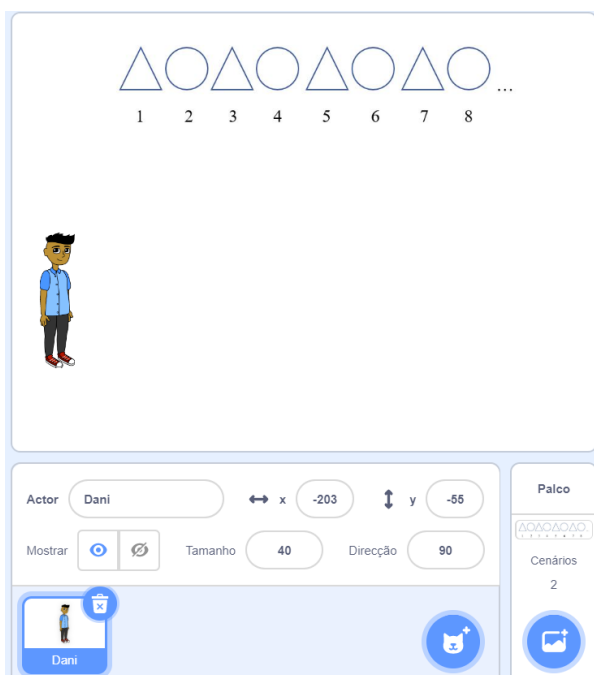 ...
1 2 3 4 5 6 7 8
Actor Dani x -203 y -55
Mostrar Tamanho 40 Direcção 90
Palco
Cenários
2
Dani